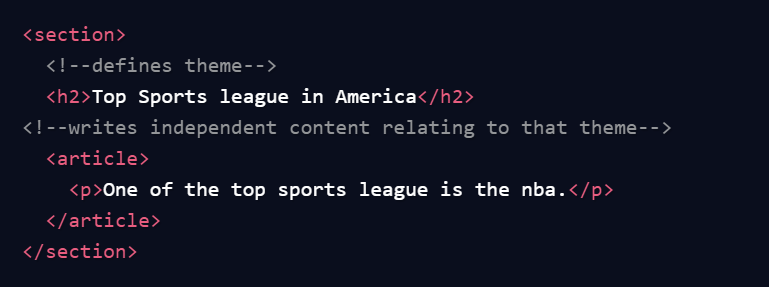 <section>
<!--defines theme-->
<h2>Top Sports league in America</h2>
<!--writes independent content relating to that theme-->
<article>
<p>One of the top sports league is the nba.</p>
</article>
</section>